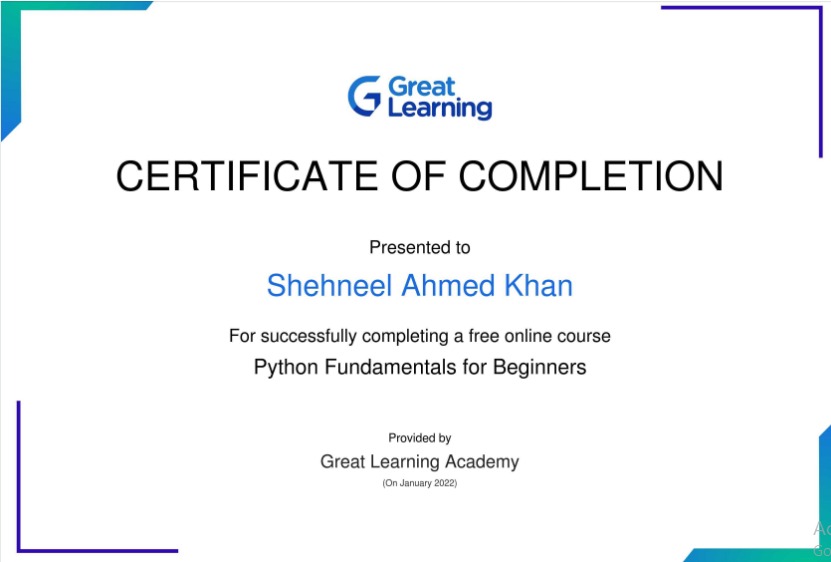 Great
Learning
CERTIFICATE OF COMPLETION
Presented to
Shehneel Ahmed Khan
For successfully completing a free online course
Python Fundamentals for Beginners
Provided by
Great Learning Academy
(On January 2022)